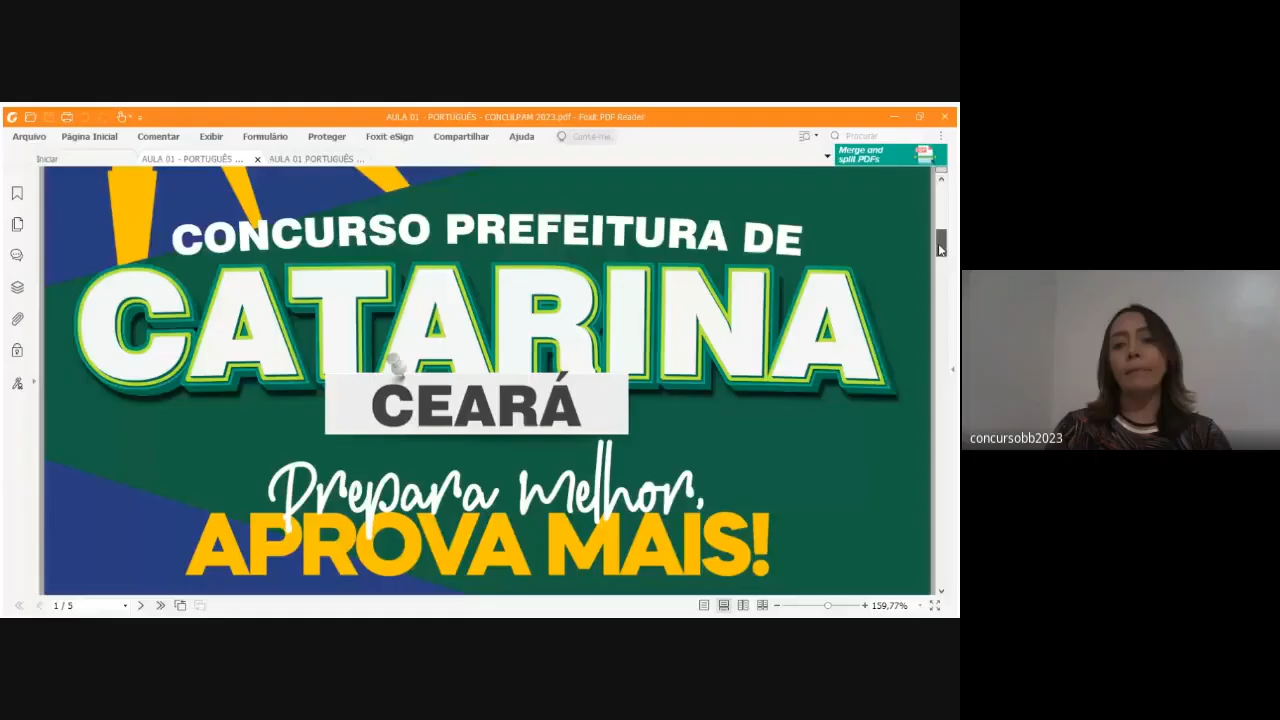 AULA 01 - PORTUGUÊS - CONCULPAM 2023.pdf - Foxit PDF Reader
Arquivo Página Inicial Comentar Exibir Formulário Proteger Foxit eSign Compartilhar Ajuda Conte-me Procurar
Iniciar AULA 01 - PORTUGUÊS ... AULA 01 PORTUGUÊS ...
Merge and
split PDFs
CONCURSO PREFEITURA DE
CATARINA
CEARÁ
Prepara melhor,
APROVA MAIS!
concursobb2023
1 / 5
159,77%